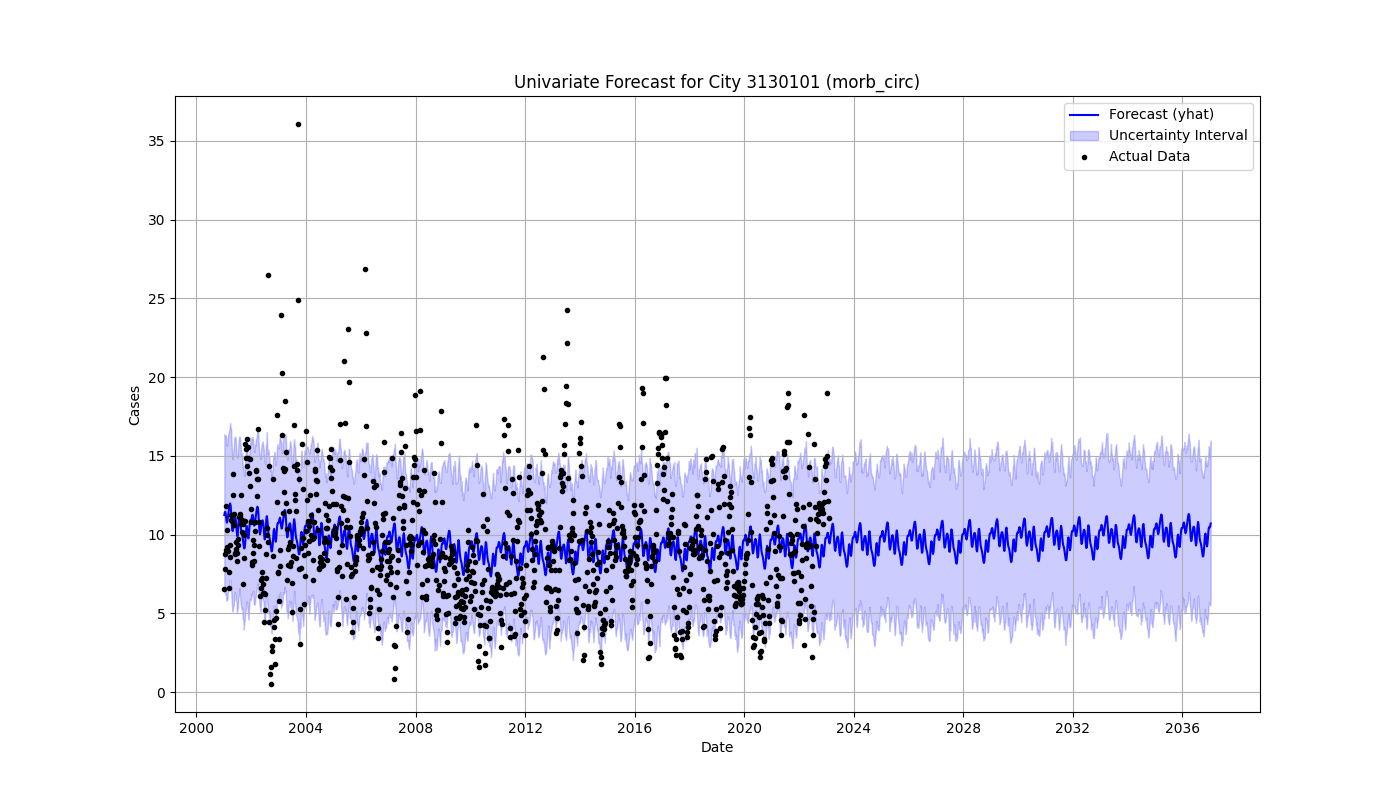 Univariate Forecast for City 3130101 (morb_circ)
Forecast (yhat)
Uncertainty Interval
Actual Data
35
30
25
20
15
10
5
0
Cases
2000 2004 2008 2012 2016 2020 2024 2028 2032 2036
Date